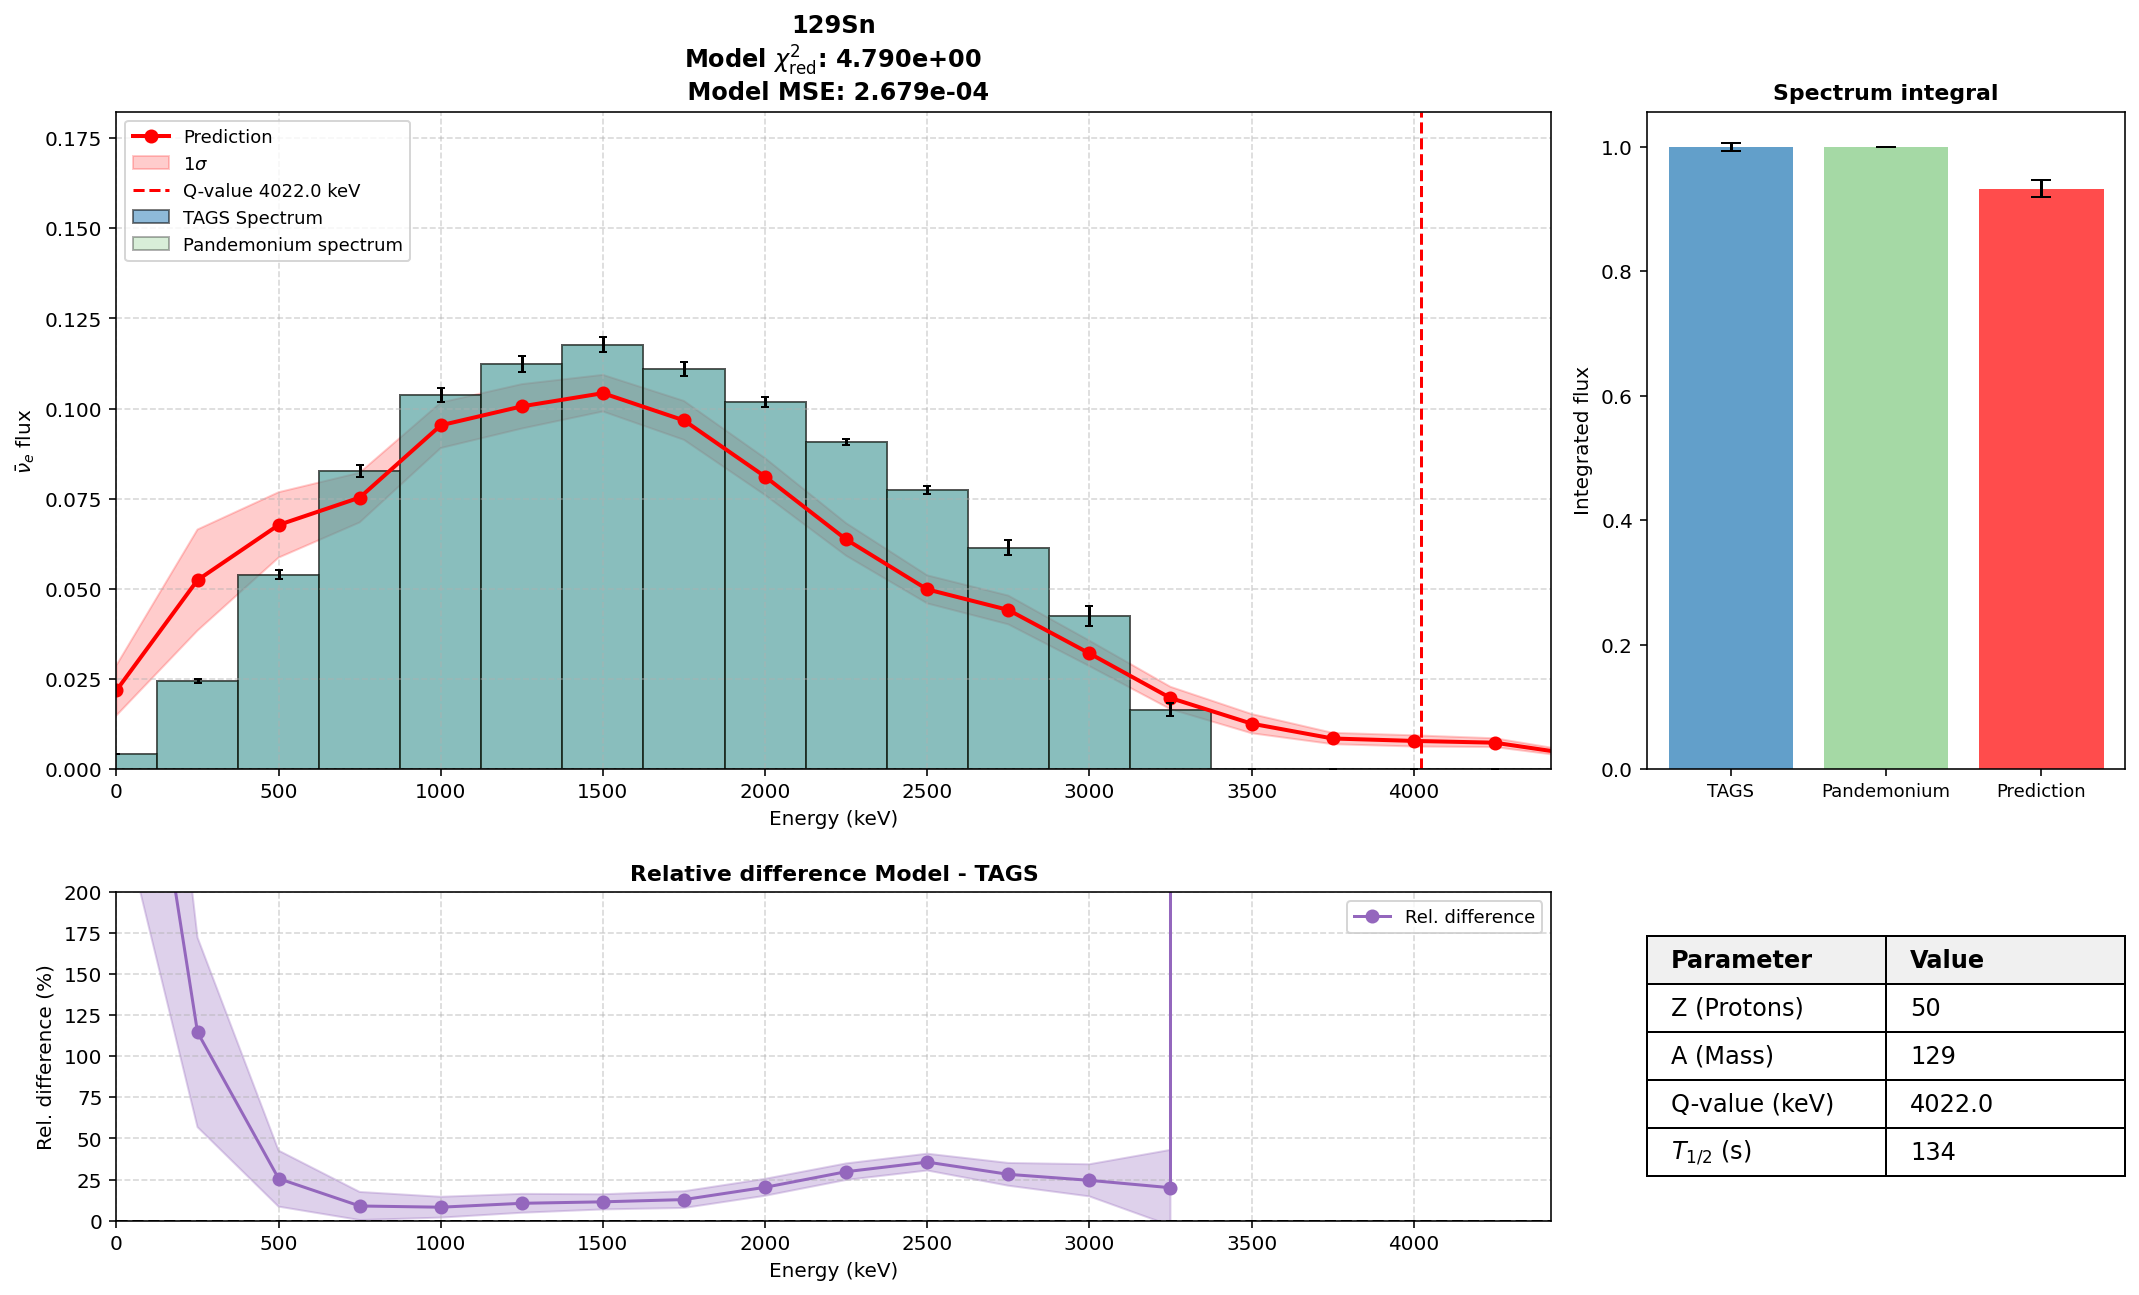 129Sn
Model χ²red: 4.790e+00
Model MSE: 2.679e-04
Prediction
1σ
Q-value 4022.0 keV
TAGS Spectrum
Pandemonium spectrum
0.175
0.150
0.125
0.100
0.075
0.050
0.025
0.000
ν̄e flux
0 500 1000 1500 2000 2500 3000 3500 4000
Energy (keV)
Spectrum integral
1.0
0.8
0.6
0.4
0.2
0.0
Integrated flux
TAGS Pandemonium Prediction
Relative difference Model - TAGS
Rel. difference
200
175
150
125
100
75
50
25
0
Rel. difference (%)
0 500 1000 1500 2000 2500 3000 3500 4000
Energy (keV)
Parameter Value
Z (Protons) 50
A (Mass) 129
Q-value (keV) 4022.0
T1/2 (s) 134